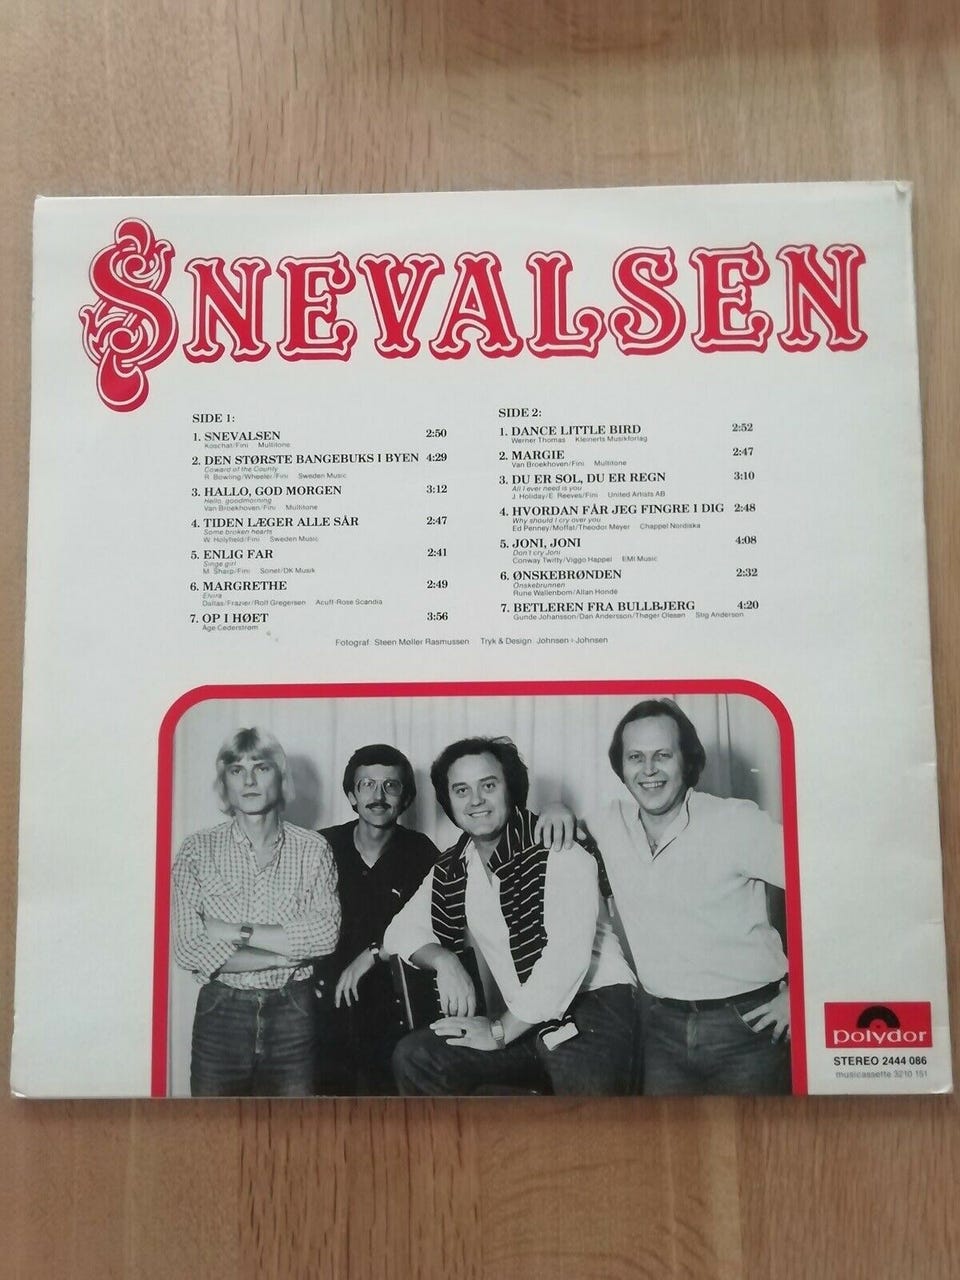 SNEVALSEN
SIDE 1:
1. SNEVALSEN 2:50
Koschat/Fini Multitone
2. DEN STØRSTE BANGEBUKS I BYEN 4:29
Coward of the County
R. Bowling/Wheeler/Fini Sweden Music
3. HALLO, GOD MORGEN 3:12
Hello, goodmorning
Van Broekhoven/Fini Multitone
4. TIDEN LÆGER ALLE SÅR 2:47
Some broken hearts
W. Holyfield/Fini Sweden Music
5. ENLIG FAR 2:41
Singe girl
M. Sharp/Fini Sonet/DK Musik
6. MARGRETHE 2:49
Elvira
Dallas/Frazier/Rolf Gregersen Acuff-Rose Scandia
7. OP I HØET 3:56
Åge Cederstrøm
SIDE 2:
1. DANCE LITTLE BIRD 2:52
Werner Thomas Kleinerts Musikforlag
2. MARGIE 2:47
Van Broekhoven/Fini Multitone
3. DU ER SOL, DU ER REGN 3:10
All I ever need is you
J. Holiday/E. Reeves/Fini United Artists AB
4. HVORDAN FÅR JEG FINGRE I DIG 2:48
Why should I cry over you
Ed Penney/Moffat/Theodor Meyer Chappel Nordiska
5. JONI, JONI 4:08
Don't cry Joni
Conway Twitty/Viggo Happel EMI Music
6. ØNSKEBRØNDEN 2:32
Önskebrunnen
Rune Wallenbom/Allan Hondé
7. BETLEREN FRA BULLBJERG 4:20
Gunde Johansson/Dan Andersson/Thøger Olesen Stig Anderson
Fotograf: Steen Møller Rasmussen Tryk & Design: Johnsen+Johnsen
polydor
STEREO 2444 086
musicassette 3210 151